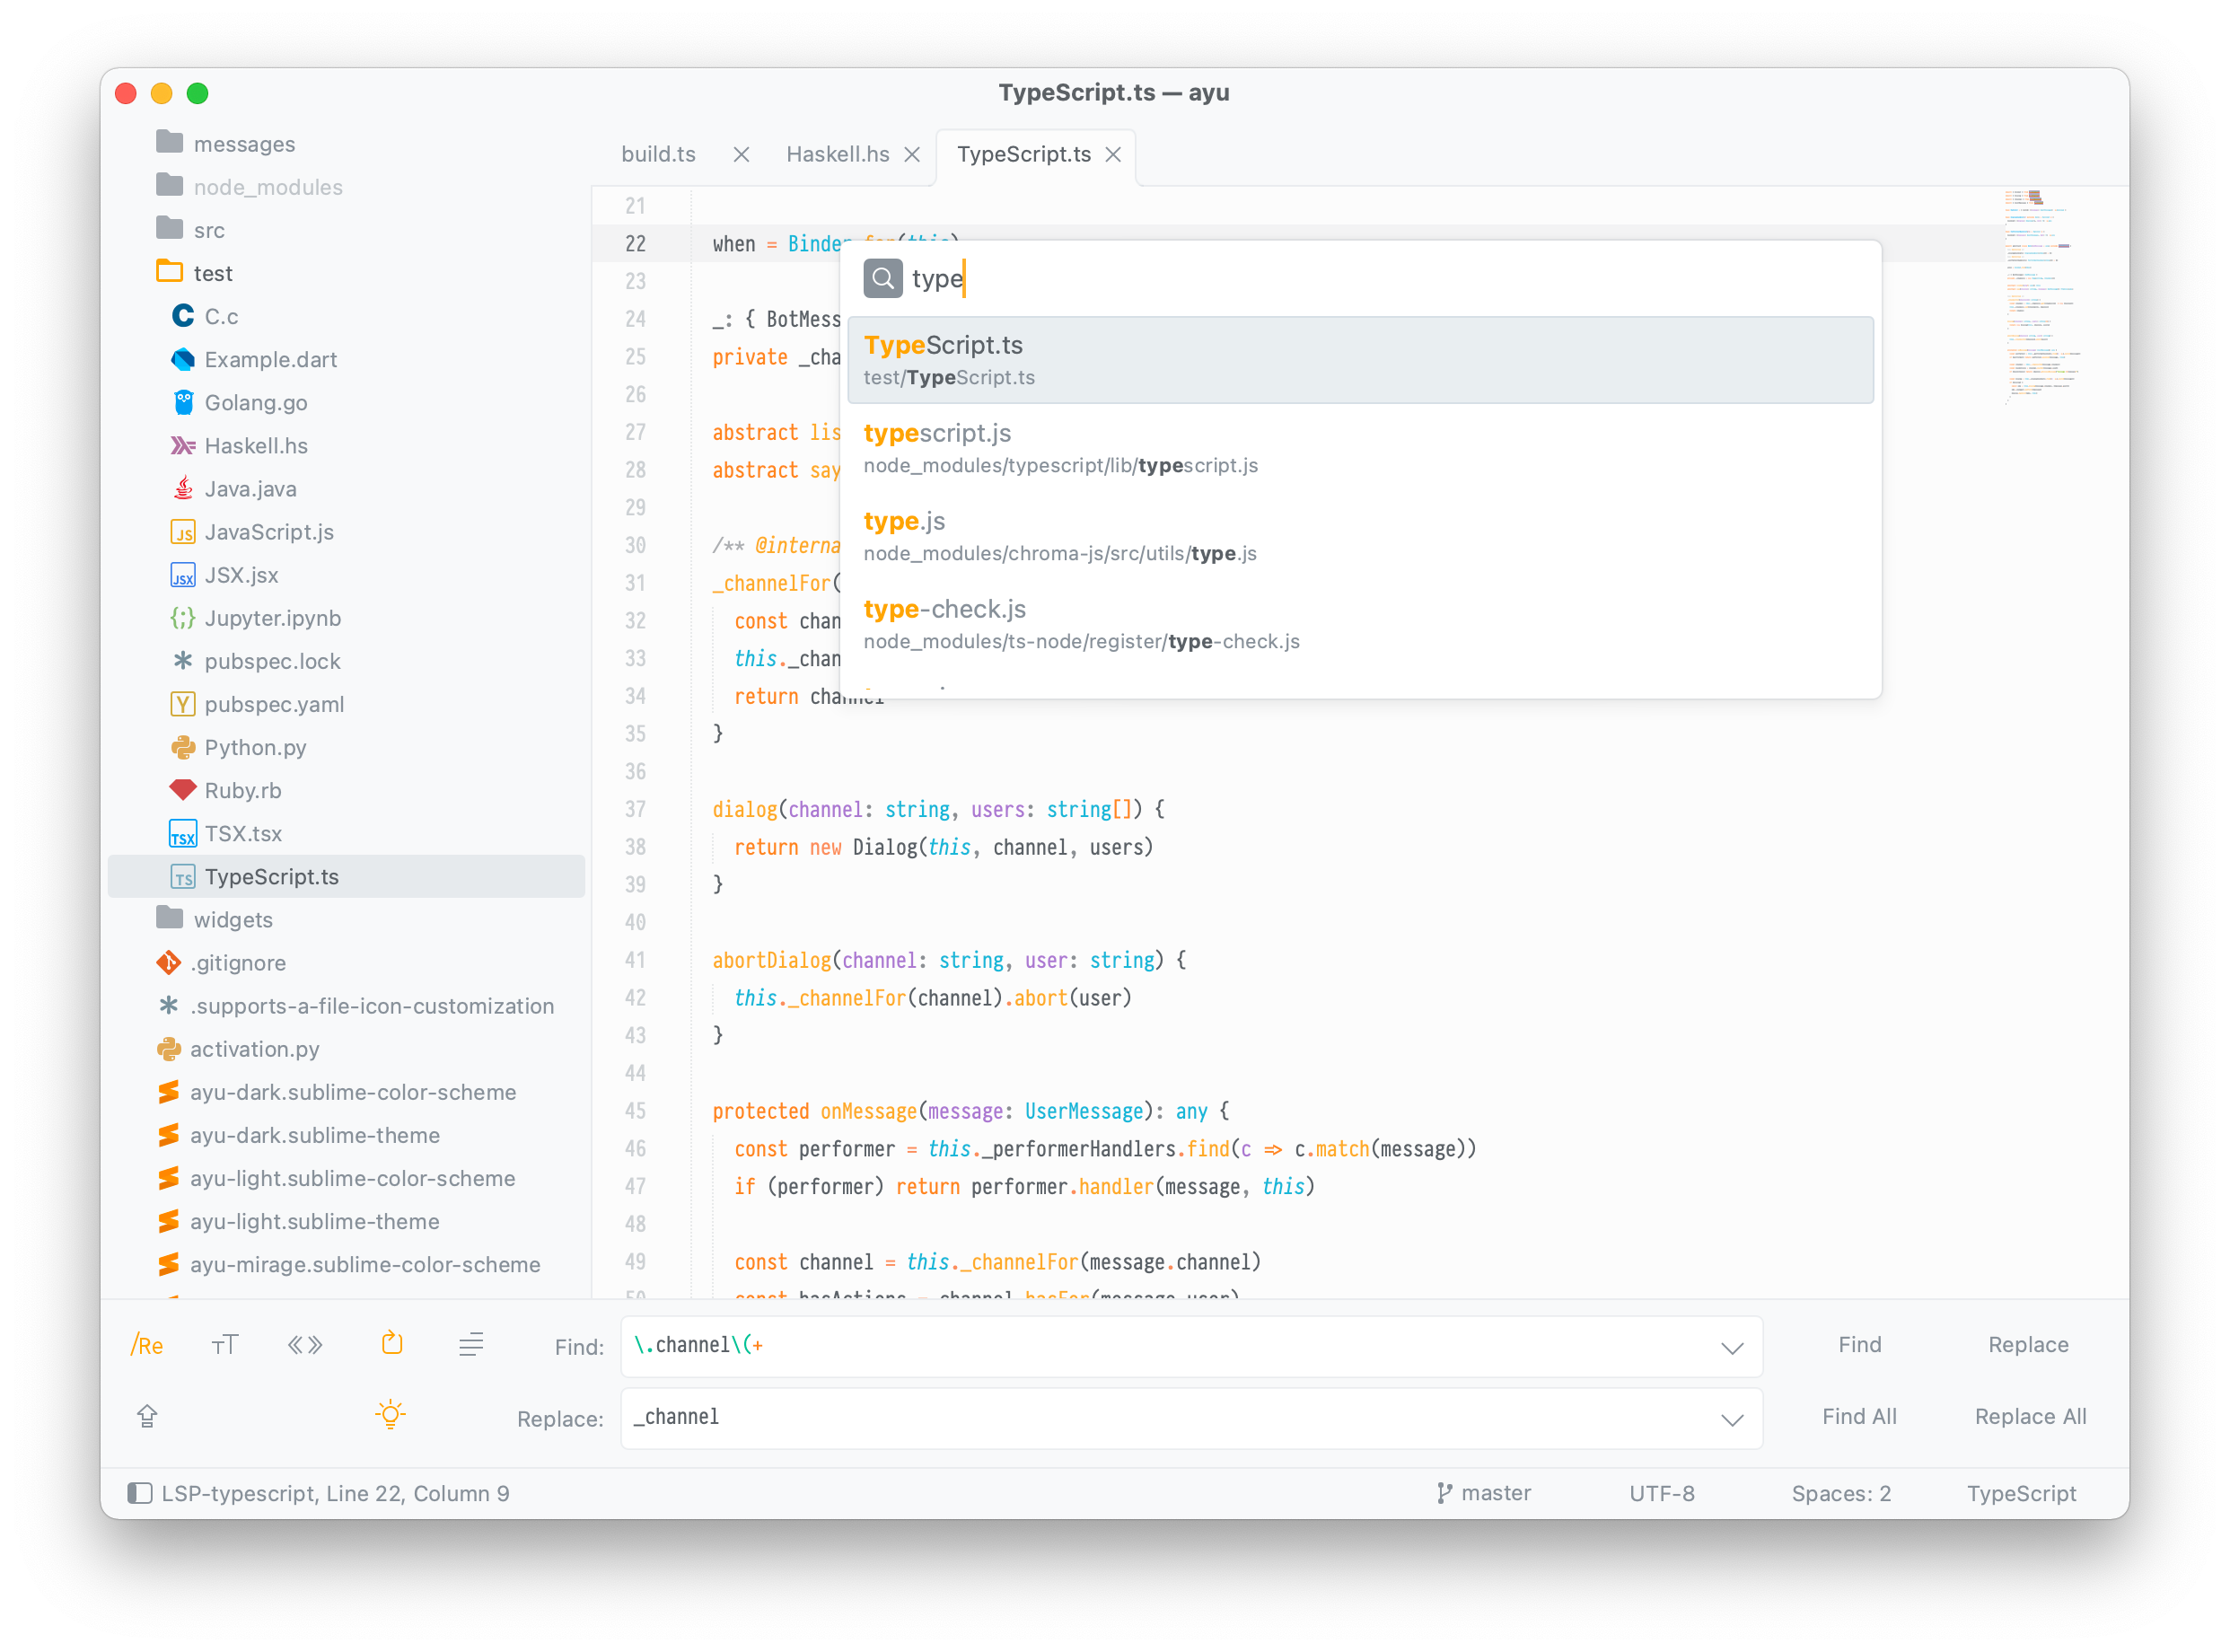 TypeScript.ts — ayu
messages
node_modules
src
test
C.c
Example.dart
Golang.go
Haskell.hs
Java.java
JavaScript.js
JSX.jsx
Jupyter.ipynb
pubspec.lock
pubspec.yaml
Python.py
Ruby.rb
TSX.tsx
TypeScript.ts
widgets
.gitignore
.supports-a-file-icon-customization
activation.py
ayu-dark.sublime-color-scheme
ayu-dark.sublime-theme
ayu-light.sublime-color-scheme
ayu-light.sublime-theme
ayu-mirage.sublime-color-scheme
build.ts
Haskell.hs
TypeScript.ts
21
22 when = Binder.for(this)
23
24 _: { BotMess
25 private _cha
26
27 abstract lis
28 abstract say
29
30 /** @interna
31 _channelFor(
32 const chan
33 this._chan
34 return channel
35 }
36
37 dialog(channel: string, users: string[]) {
38 return new Dialog(this, channel, users)
39 }
40
41 abortDialog(channel: string, user: string) {
42 this._channelFor(channel).abort(user)
43 }
44
45 protected onMessage(message: UserMessage): any {
46 const performer = this._performerHandlers.find(c => c.match(message))
47 if (performer) return performer.handler(message, this)
48
49 const channel = this._channelFor(message.channel)
50 const hasActions = channel.hasFor(message.user)
type
TypeScript.ts
test/TypeScript.ts
typescript.js
node_modules/typescript/lib/typescript.js
type.js
node_modules/chroma-js/src/utils/type.js
type-check.js
node_modules/ts-node/register/type-check.js
/Re
Find: \.channel\(+
Find
Replace
Replace: _channel
Find All
Replace All
LSP-typescript, Line 22, Column 9
master
UTF-8
Spaces: 2
TypeScript